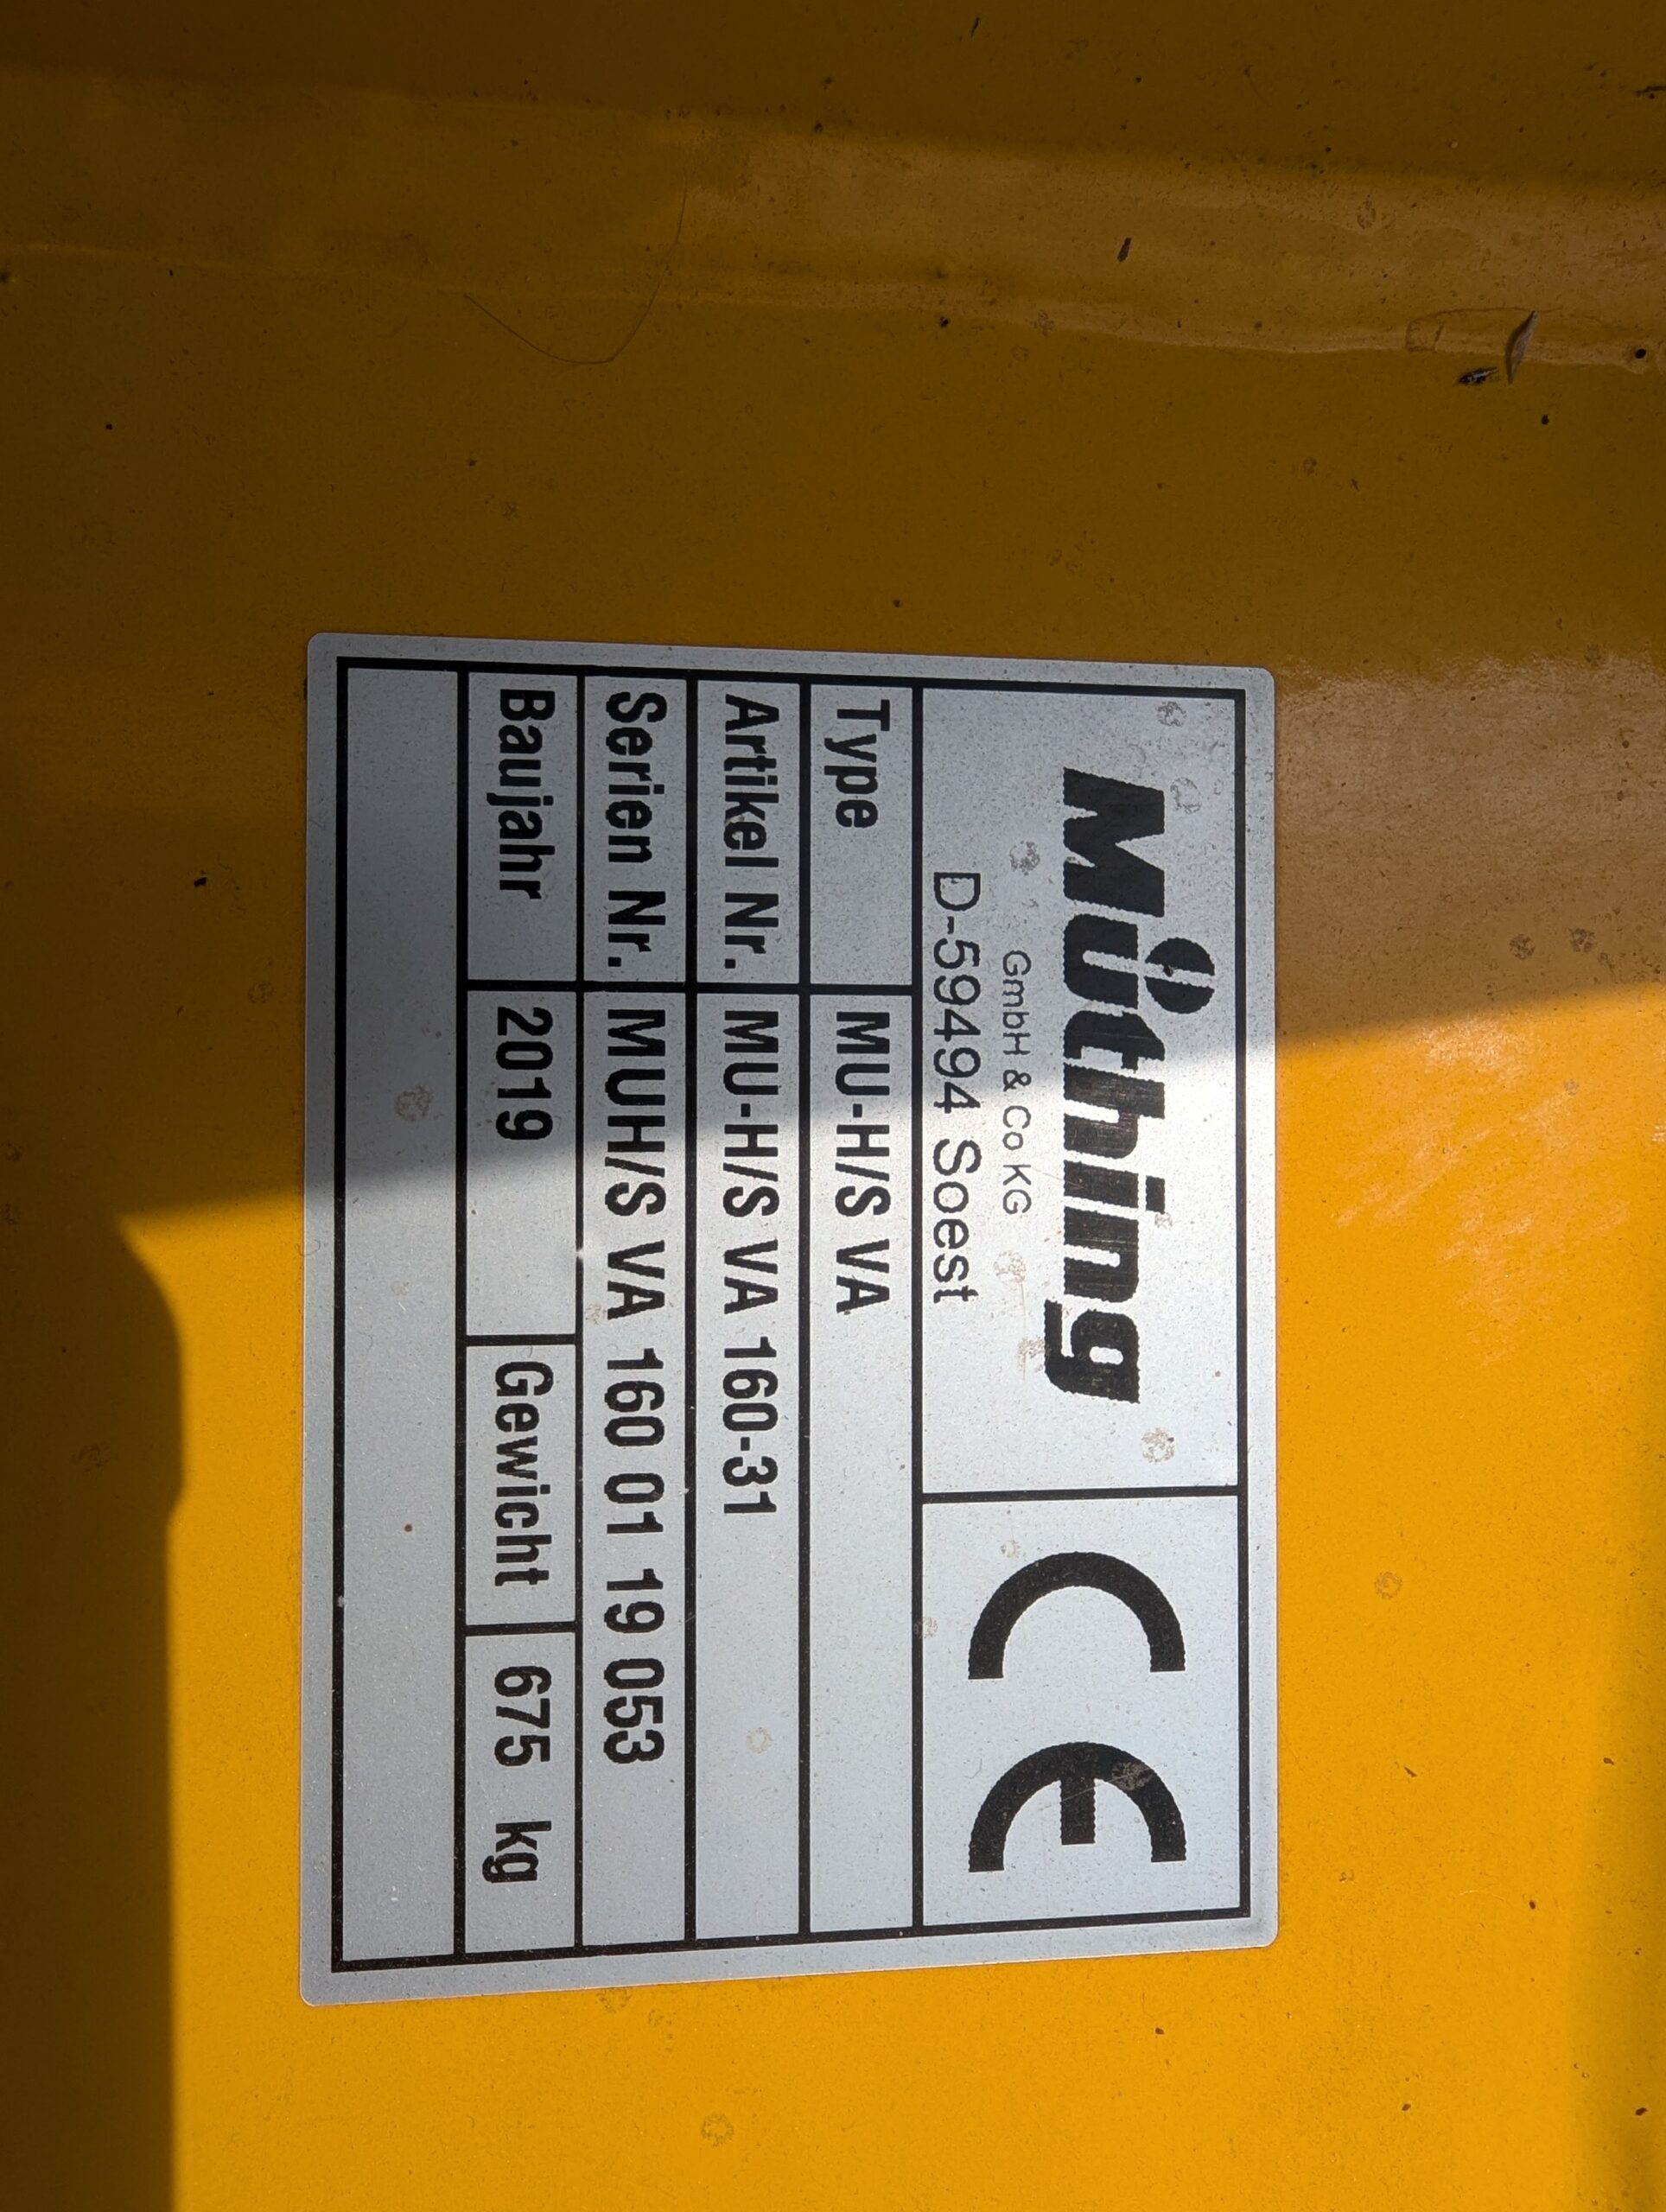 Müthing
GmbH & Co KG
D-59494 Soest
CE
Type MU-H/S VA
Artikel Nr. MU-H/S VA 160-31
Serien Nr. MUH/S VA 160 01 19 053
Baujahr 2019 Gewicht 675 kg